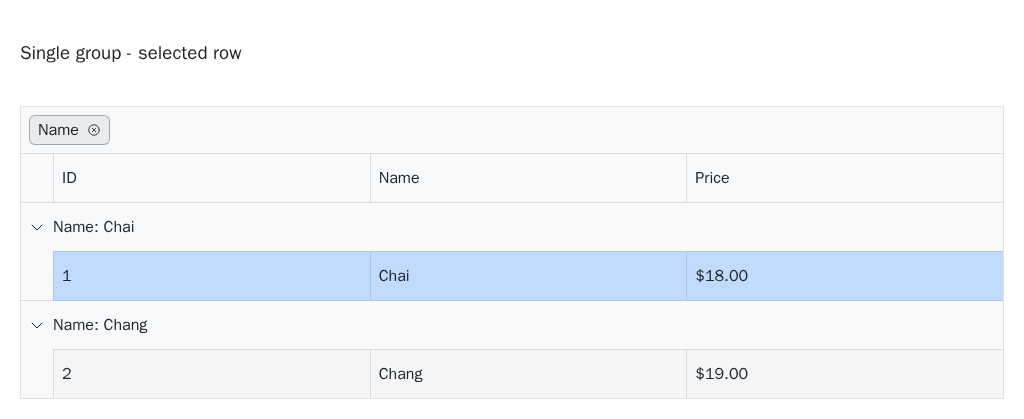 Single group - selected row
Name
ID Name Price
Name: Chai
1 Chai $18.00
Name: Chang
2 Chang $19.00